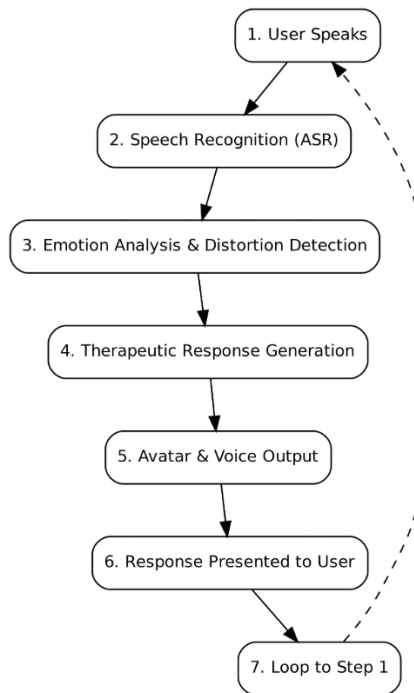 1. User Speaks
2. Speech Recognition (ASR)
3. Emotion Analysis & Distortion Detection
4. Therapeutic Response Generation
5. Avatar & Voice Output
6. Response Presented to User
7. Loop to Step 1